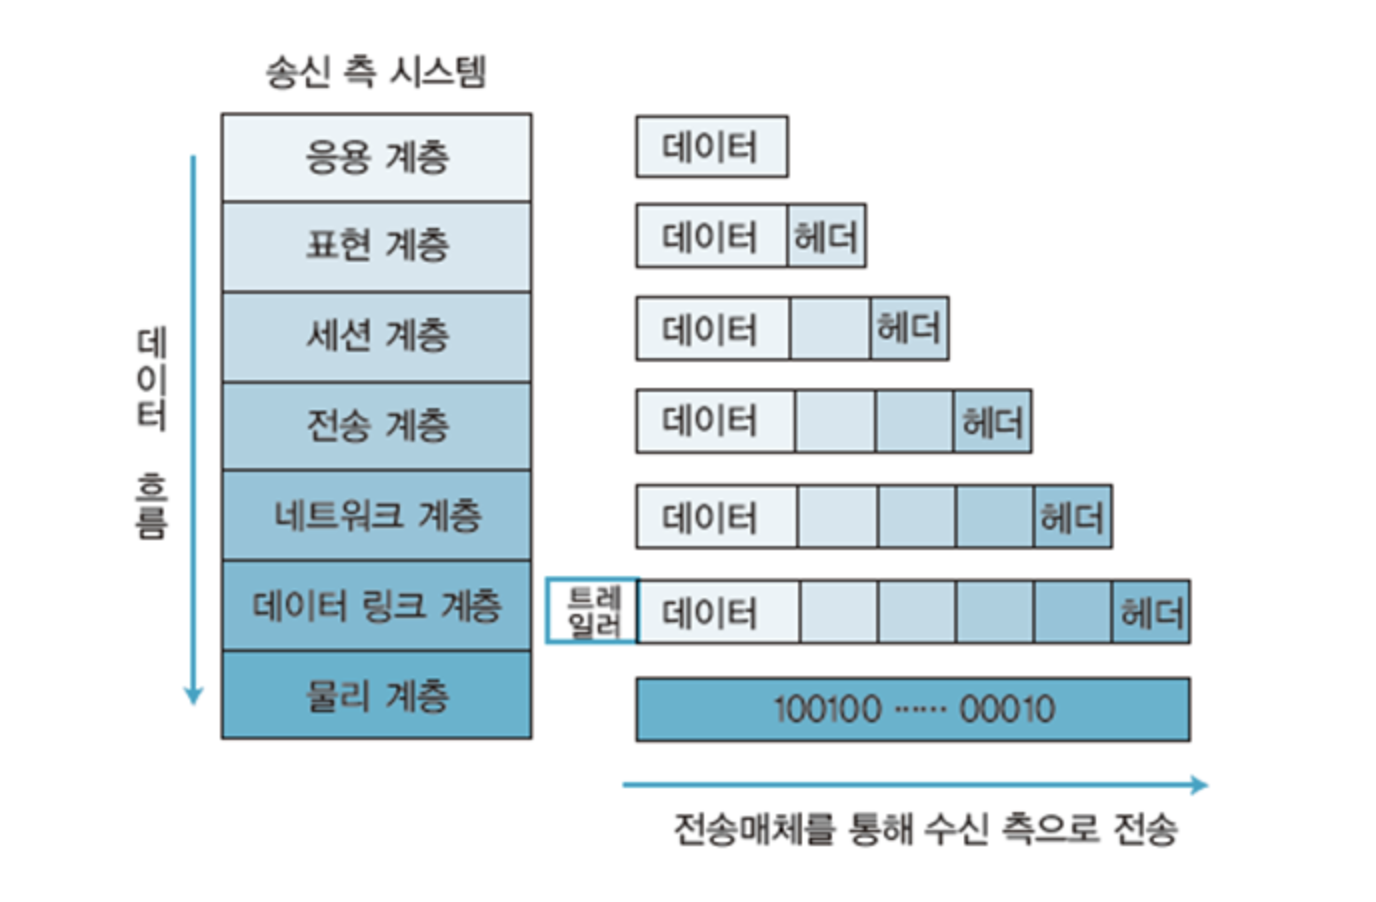 송신 측 시스템
응용 계층
데이터
표현 계층
데이터 헤더
세션 계층
데이터 헤더
전송 계층
데이터 헤더
네트워크 계층
데이터 헤더
데이터 링크 계층
트레
일러
데이터 헤더
물리 계층
100100 ······ 00010
데이터 흐름
전송매체를 통해 수신 측으로 전송